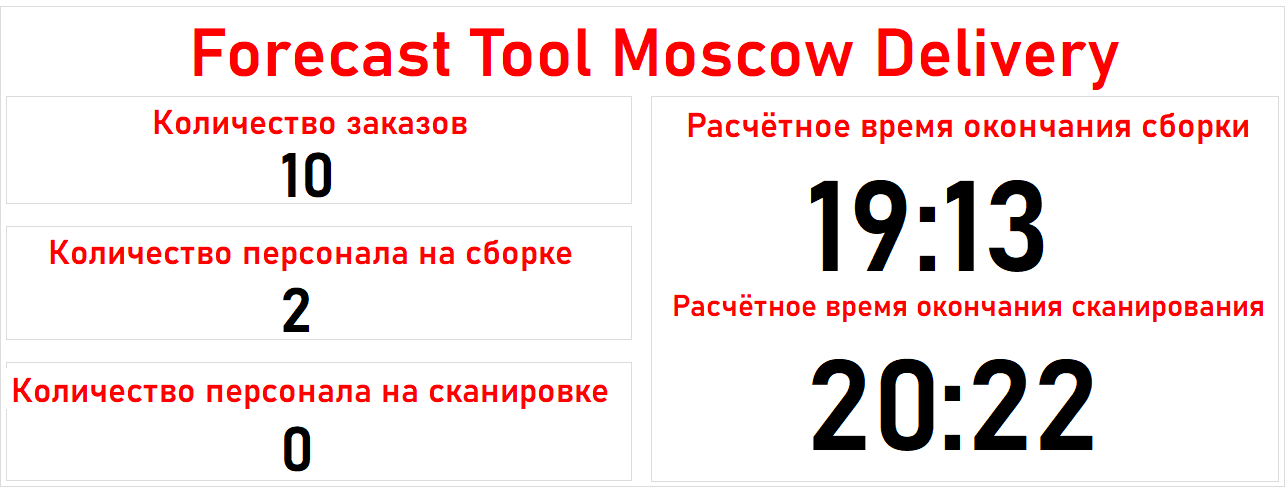 Forecast Tool Moscow Delivery
Количество заказов
10
Количество персонала на сборке
2
Количество персонала на сканировке
0
Расчётное время окончания сборки
19:13
Расчётное время окончания сканирования
20:22